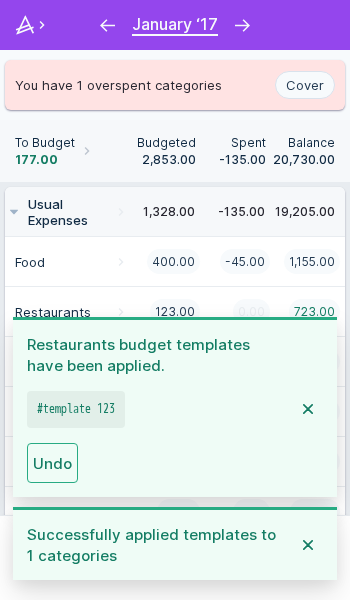 January ‘17
You have 1 overspent categories
Cover
To Budget Budgeted Spent Balance
177.00 2,853.00 -135.00 20,730.00
Usual
Expenses 1,328.00 -135.00 19,205.00
Food 400.00 -45.00 1,155.00
Restaurants 123.00 0.00 723.00
Restaurants budget templates
have been applied.
#template 123
Undo
Successfully applied templates to
1 categories